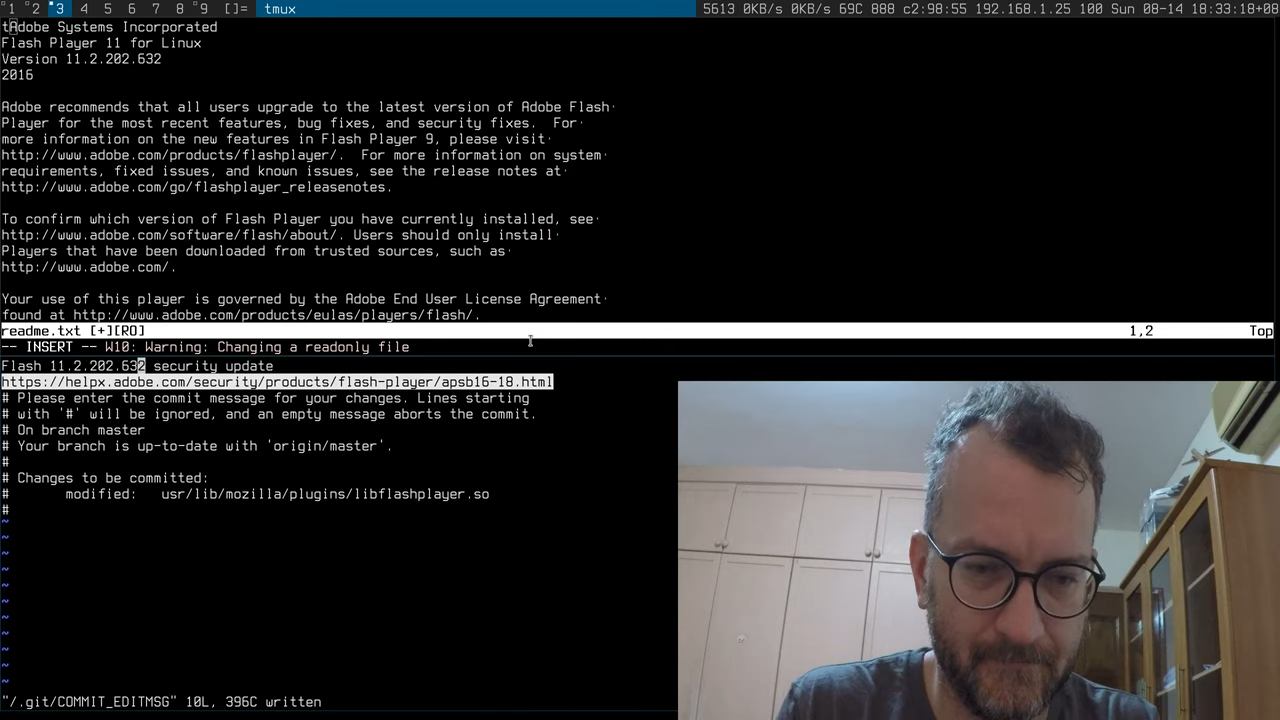 1 2 3 4 5 6 7 8 9 []= tmux 5613 0KB/s 0KB/s 69C 888 c2:98:55 192.168.1.25 100 Sun 08-14 18:33:18+08
tAdobe Systems Incorporated
Flash Player 11 for Linux
Version 11.2.202.632
2016
Adobe recommends that all users upgrade to the latest version of Adobe Flash·
Player for the most recent features, bug fixes, and security fixes.  For·
more information on the new features in Flash Player 9, please visit·
http://www.adobe.com/products/flashplayer/.  For more information on system·
requirements, fixed issues, and known issues, see the release notes at·
http://www.adobe.com/go/flashplayer_releasenotes.
To confirm which version of Flash Player you have currently installed, see·
http://www.adobe.com/software/flash/about/. Users should only install·
Players that have been downloaded from trusted sources, such as·
http://www.adobe.com/.
Your use of this player is governed by the Adobe End User License Agreement·
found at http://www.adobe.com/products/eulas/players/flash/.
readme.txt [+][RO] 1,2 Top
-- INSERT -- W10: Warning: Changing a readonly file
Flash 11.2.202.632 security update
https://helpx.adobe.com/security/products/flash-player/apsb16-18.html
# Please enter the commit message for your changes. Lines starting
# with '#' will be ignored, and an empty message aborts the commit.
# On branch master
# Your branch is up-to-date with 'origin/master'.
#
# Changes to be committed:
#       modified:   usr/lib/mozilla/plugins/libflashplayer.so
#
~
~
~
~
~
~
~
~
~
~
~
"/.git/COMMIT_EDITMSG" 10L, 396C written